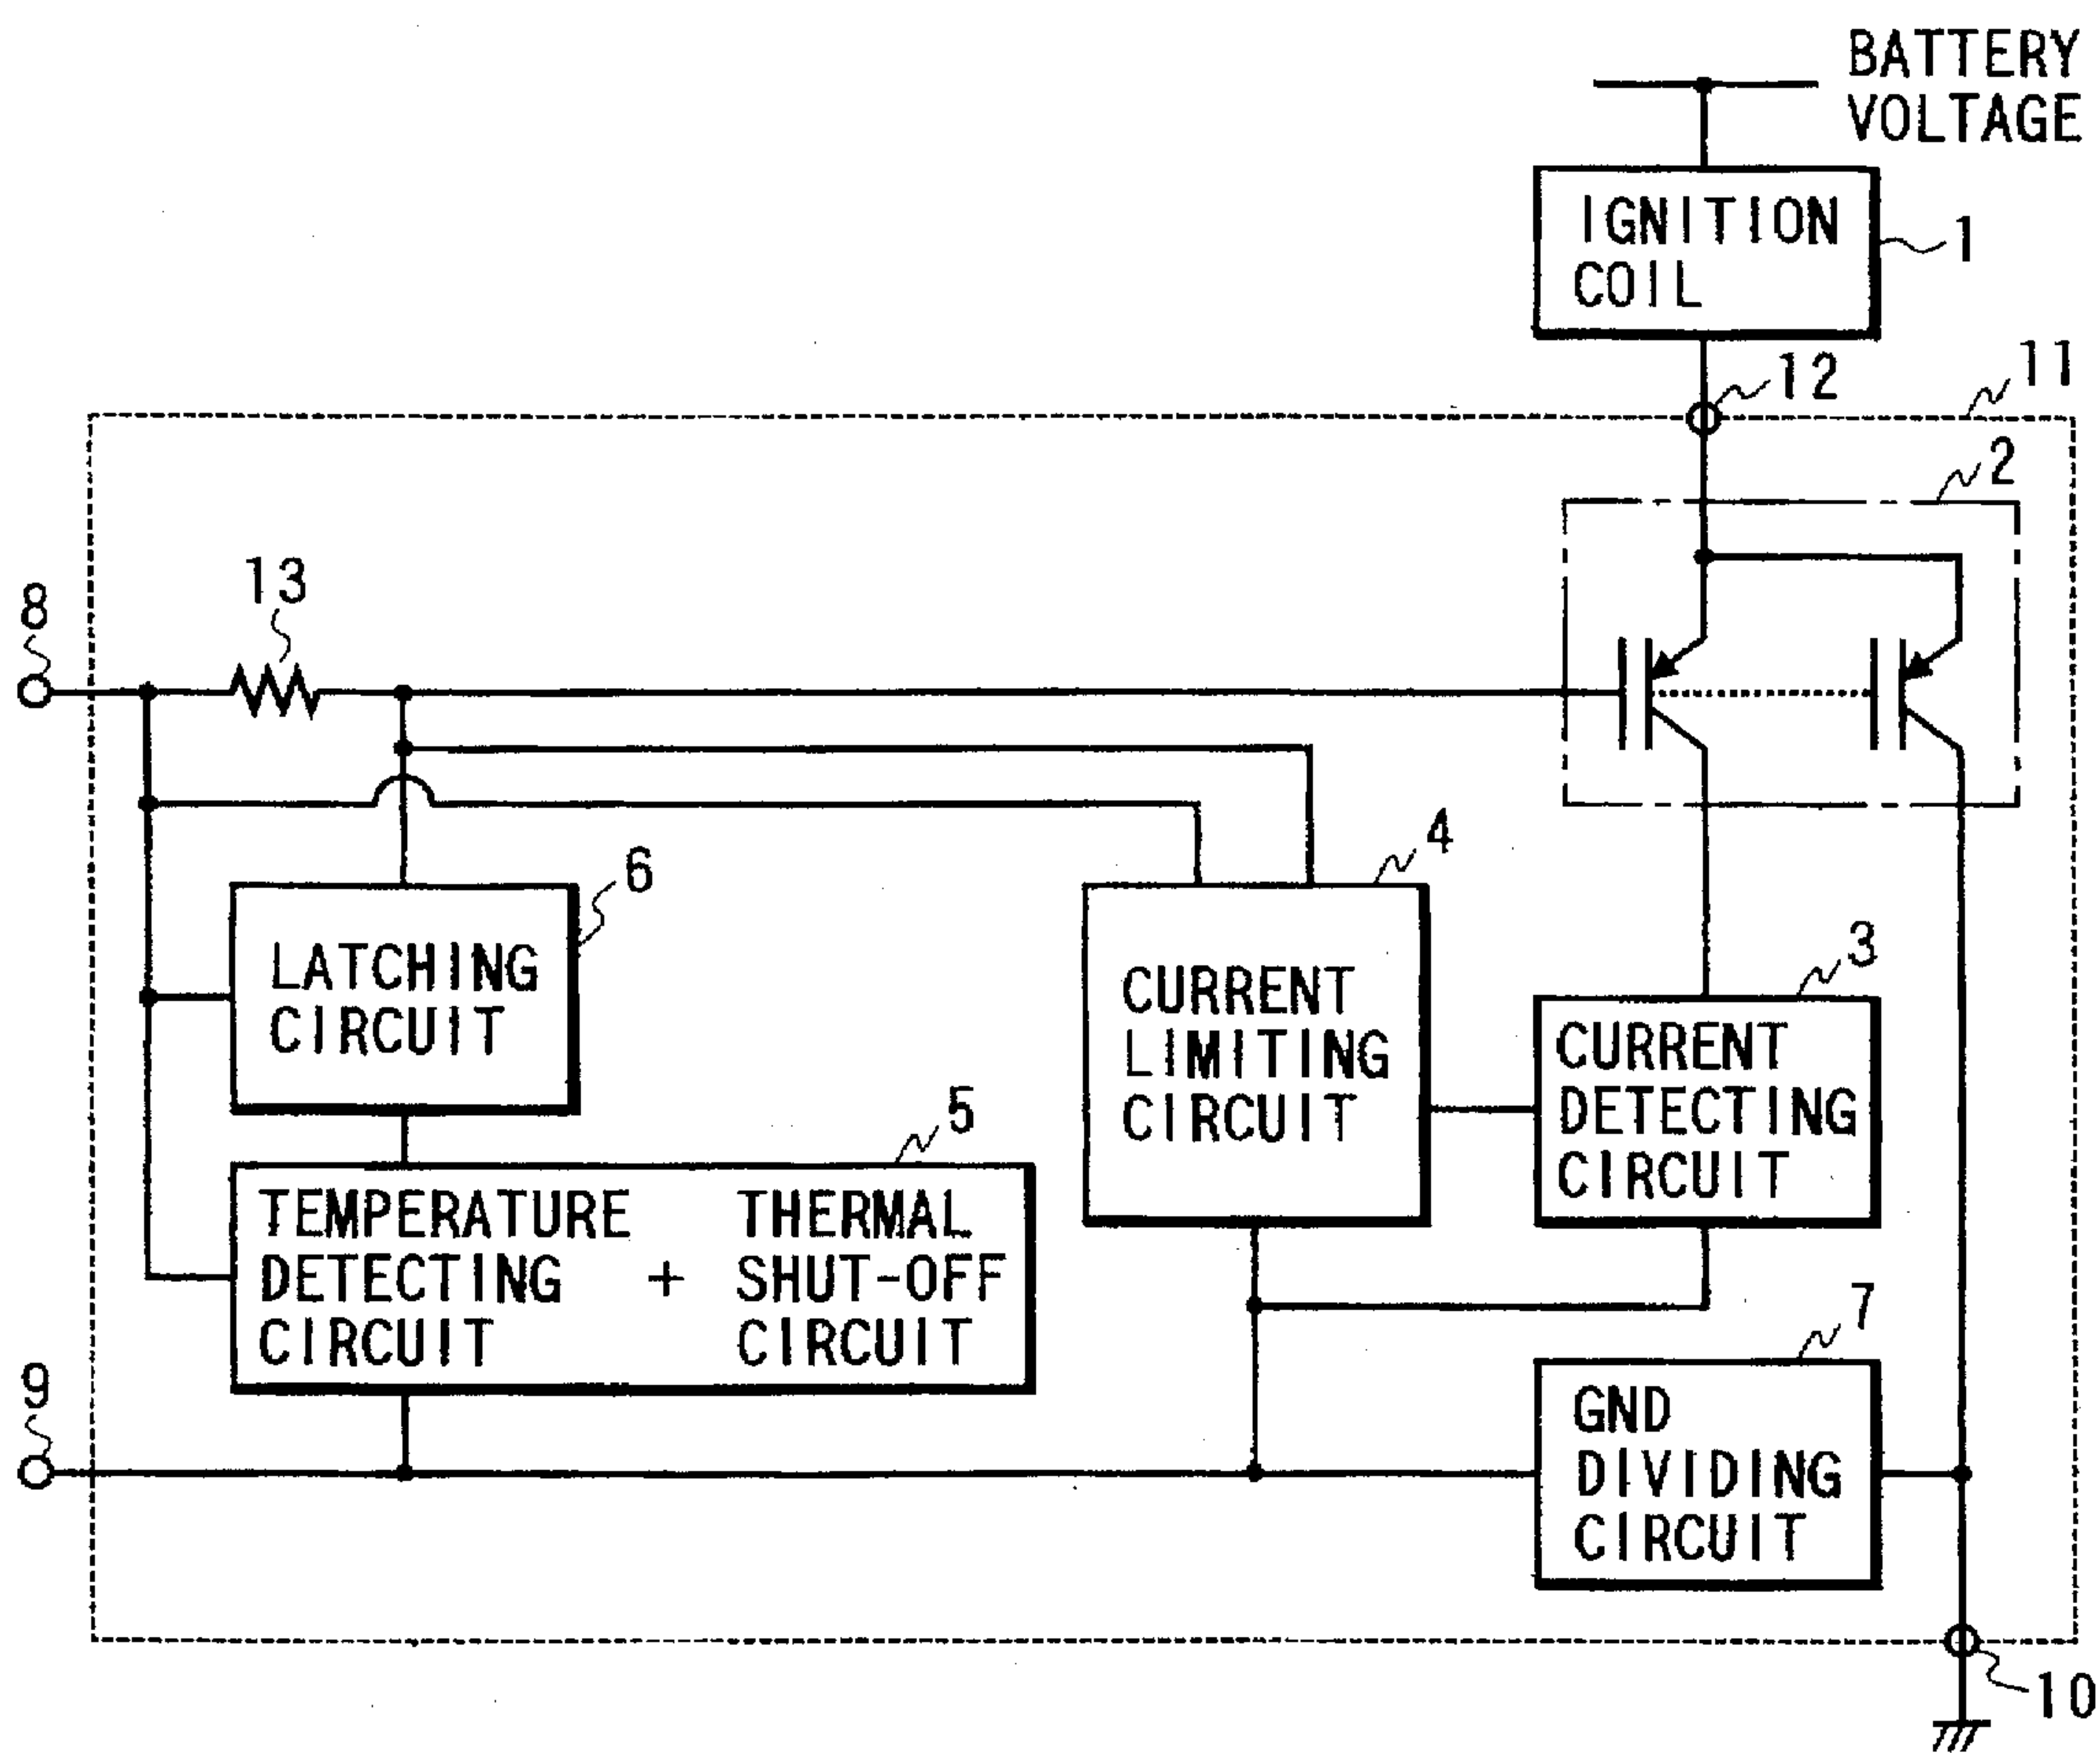 BATTERY
VOLTAGE
IGNITION
COIL
1
12
11
2
13
8
4
6
3
LATCHING
CIRCUIT
CURRENT
LIMITING
CIRCUIT
CURRENT
DETECTING
CIRCUIT
5
TEMPERATURE
DETECTING
CIRCUIT
+
THERMAL
SHUT-OFF
CIRCUIT
7
9
GND
DIVIDING
CIRCUIT
10